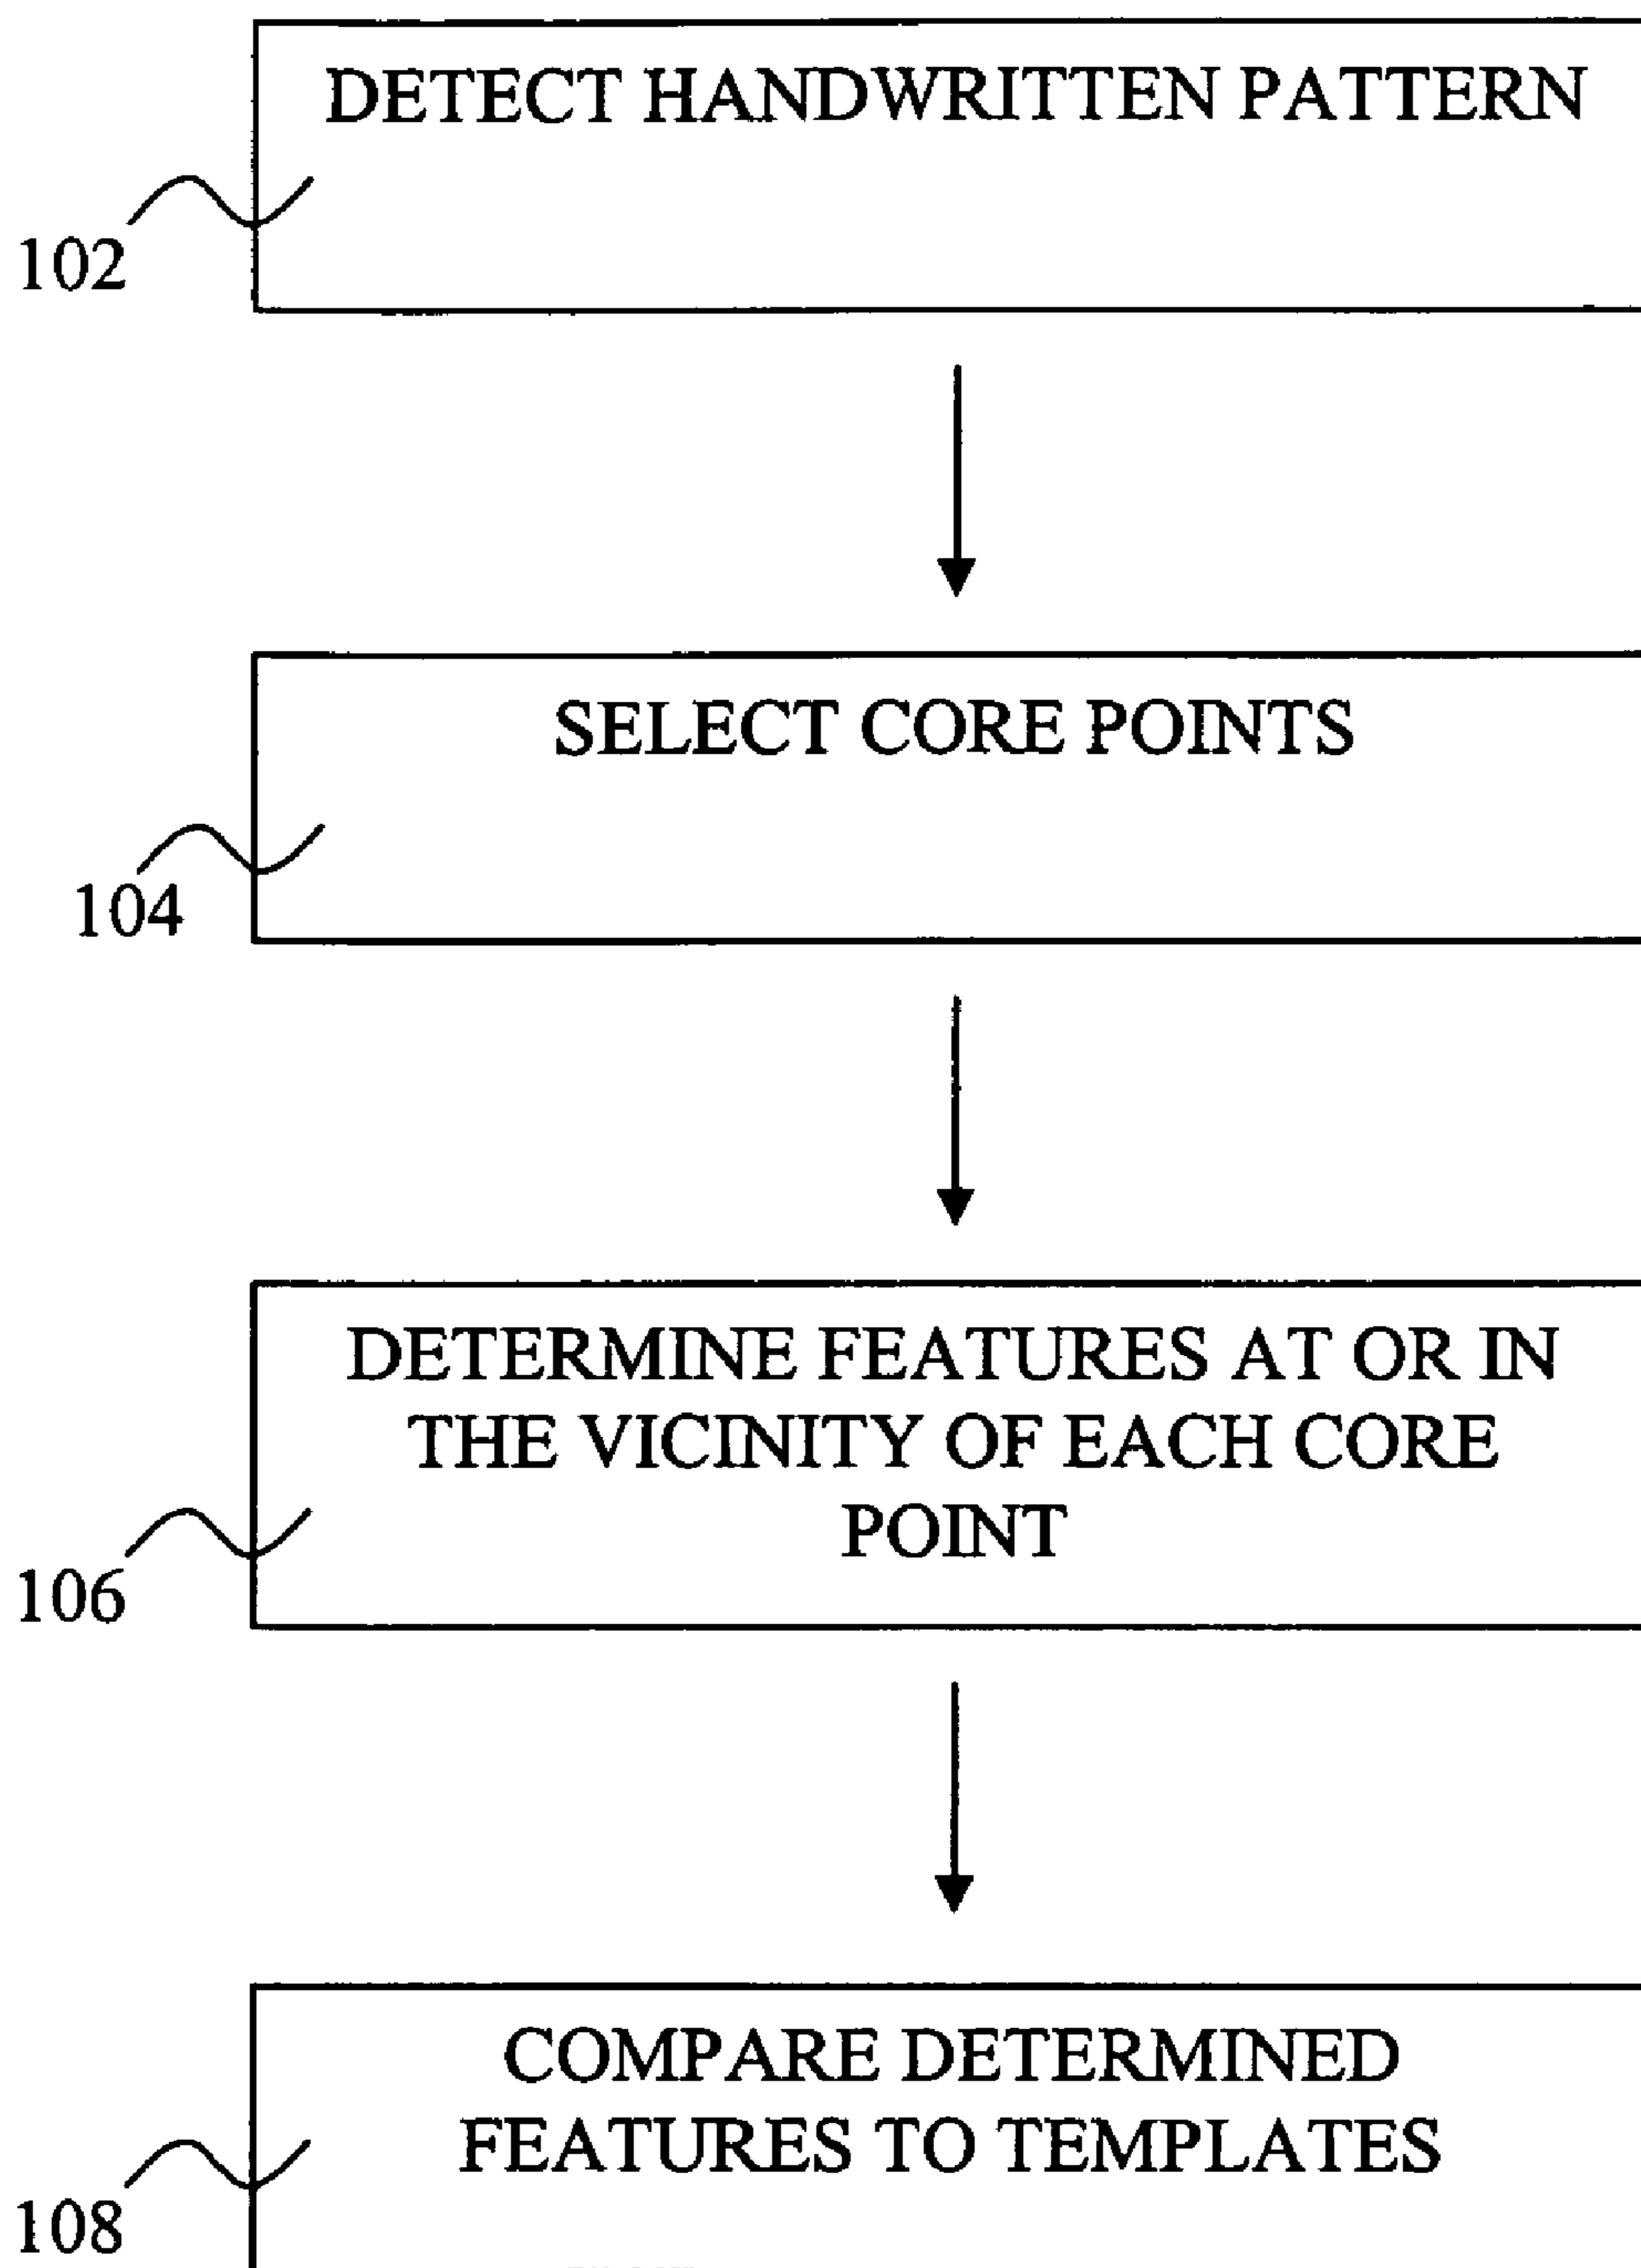 DETECT HANDWRITTEN PATTERN
102
SELECT CORE POINTS
104
DETERMINE FEATURES AT OR IN
THE VICINITY OF EACH CORE
POINT
106
COMPARE DETERMINED
FEATURES TO TEMPLATES
108